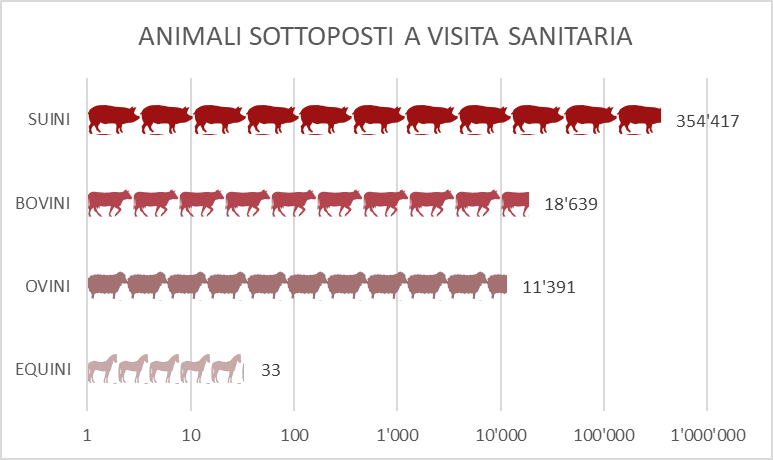 ANIMALI SOTTOPOSTI A VISITA SANITARIA
SUINI 354'417
BOVINI 18'639
OVINI 11'391
EQUINI 33
1 10 100 1'000 10'000 100'000 1'000'000